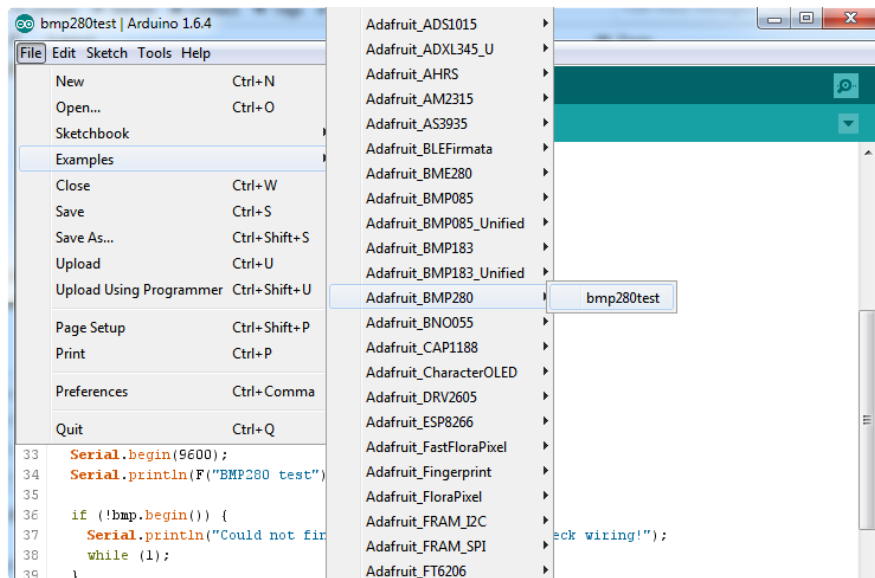 bmp280test | Arduino 1.6.4
File Edit Sketch Tools Help
New Ctrl+N
Open... Ctrl+O
Sketchbook
Examples
Close Ctrl+W
Save Ctrl+S
Save As... Ctrl+Shift+S
Upload Ctrl+U
Upload Using Programmer Ctrl+Shift+U
Page Setup Ctrl+Shift+P
Print Ctrl+P
Preferences Ctrl+Comma
Quit Ctrl+Q
Adafruit_ADS1015
Adafruit_ADXL345_U
Adafruit_AHRS
Adafruit_AM2315
Adafruit_AS3935
Adafruit_BLEFirmata
Adafruit_BME280
Adafruit_BMP085
Adafruit_BMP085_Unified
Adafruit_BMP183
Adafruit_BMP183_Unified
Adafruit_BMP280
Adafruit_BNO055
Adafruit_CAP1188
Adafruit_CharacterOLED
Adafruit_DRV2605
Adafruit_ESP8266
Adafruit_FastFloraPixel
Adafruit_Fingerprint
Adafruit_FloraPixel
Adafruit_FRAM_I2C
Adafruit_FRAM_SPI
Adafruit_FT6206
bmp280test
33 Serial.begin(9600);
34 Serial.println(F("BMP280 test")
35
36 if (!bmp.begin()) {
37 Serial.println("Could not fin eck wiring!");
38 while (1);
39 }